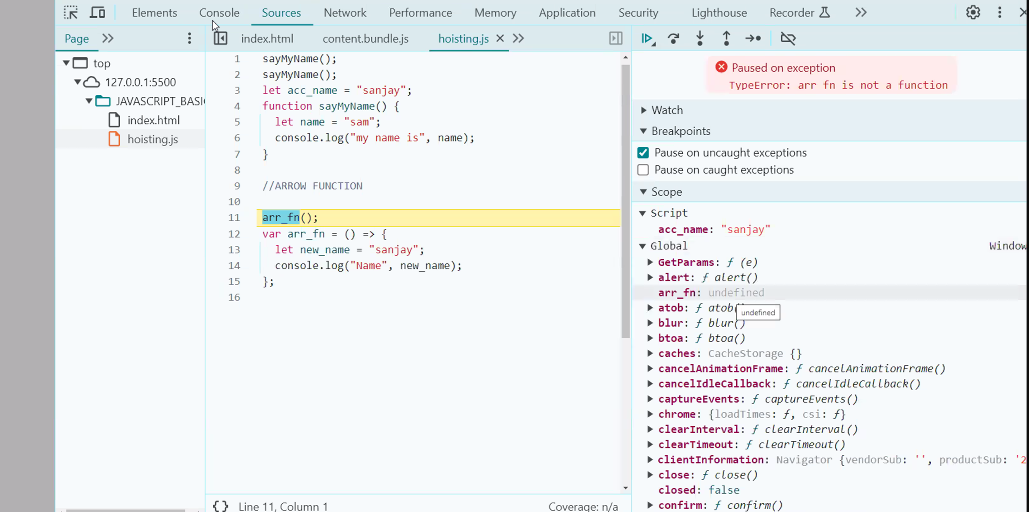 Elements Console Sources Network Performance Memory Application Security Lighthouse Recorder
Page index.html content.bundle.js hoisting.js
top
127.0.0.1:5500
JAVASCRIPT_BASIC
index.html
hoisting.js
1 sayMyName();
2 sayMyName();
3 let acc_name = "sanjay";
4 function sayMyName() {
5 let name = "sam";
6 console.log("my name is", name);
7 }
8
9 //ARROW FUNCTION
10
11 arr_fn();
12 var arr_fn = () => {
13 let new_name = "sanjay";
14 console.log("Name", new_name);
15 };
16
{} Line 11, Column 1 Coverage: n/a
Paused on exception
TypeError: arr fn is not a function
Watch
Breakpoints
Pause on uncaught exceptions
Pause on caught exceptions
Scope
Script
acc_name: "sanjay"
Global Window
GetParams: ƒ (e)
alert: ƒ alert()
arr_fn: undefined
atob: ƒ atob()
undefined
blur: ƒ blur()
btoa: ƒ btoa()
caches: CacheStorage {}
cancelAnimationFrame: ƒ cancelAnimationFrame()
cancelIdleCallback: ƒ cancelIdleCallback()
captureEvents: ƒ captureEvents()
chrome: {loadTimes: ƒ, csi: ƒ}
clearInterval: ƒ clearInterval()
clearTimeout: ƒ clearTimeout()
clientInformation: Navigator {vendorSub: '', productSub: '2
close: ƒ close()
closed: false
confirm: ƒ confirm()